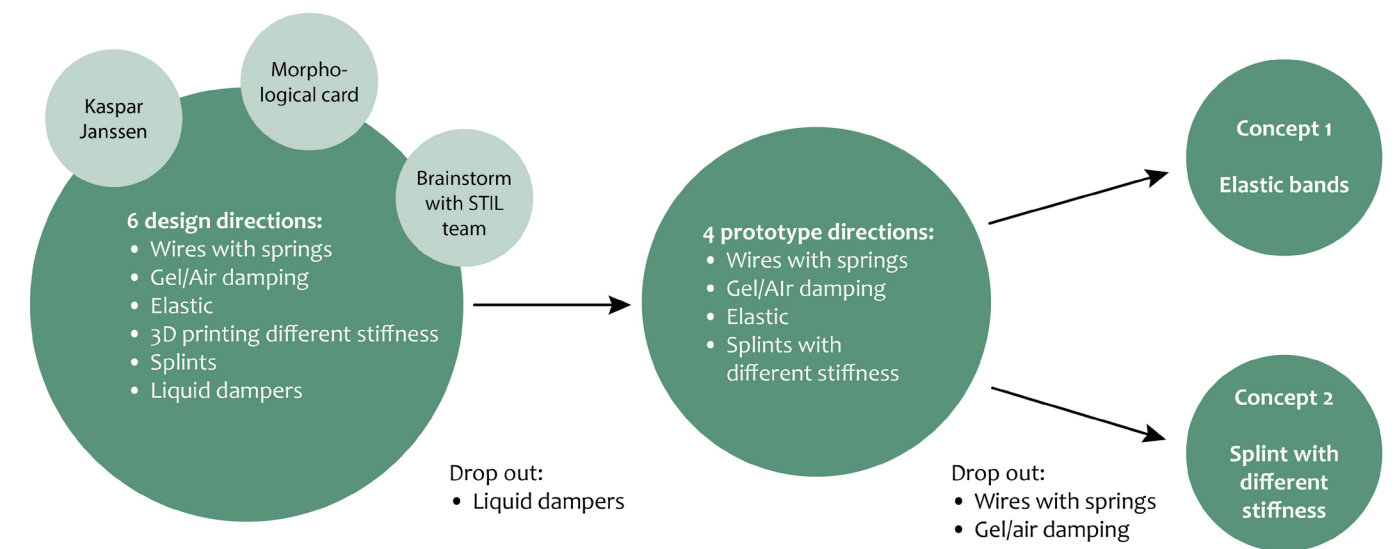 Kaspar
Janssen
Morpho-
logical card
Brainstorm
with STIL
team
6 design directions:
• Wires with springs
• Gel/Air damping
• Elastic
• 3D printing different stiffness
• Splints
• Liquid dampers
Drop out:
• Liquid dampers
4 prototype directions:
• Wires with springs
• Gel/AIr damping
• Elastic
• Splints with
different stiffness
Drop out:
• Wires with springs
• Gel/air damping
Concept 1
Elastic bands
Concept 2
Splint with
different
stiffness